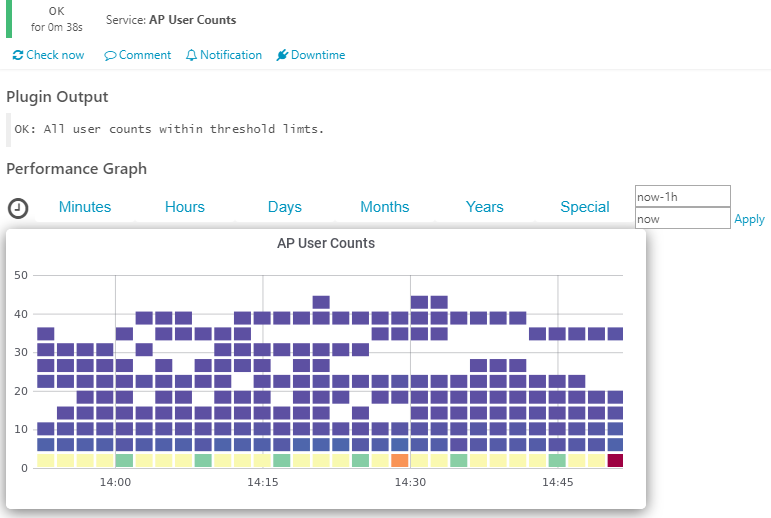 OK
for 0m 38s
Service: AP User Counts
Check now Comment Notification Downtime
Plugin Output
OK: All user counts within threshold limts.
Performance Graph
Minutes Hours Days Months Years Special
now-1h
now
Apply
AP User Counts
50
40
30
20
10
0
14:00 14:15 14:30 14:45